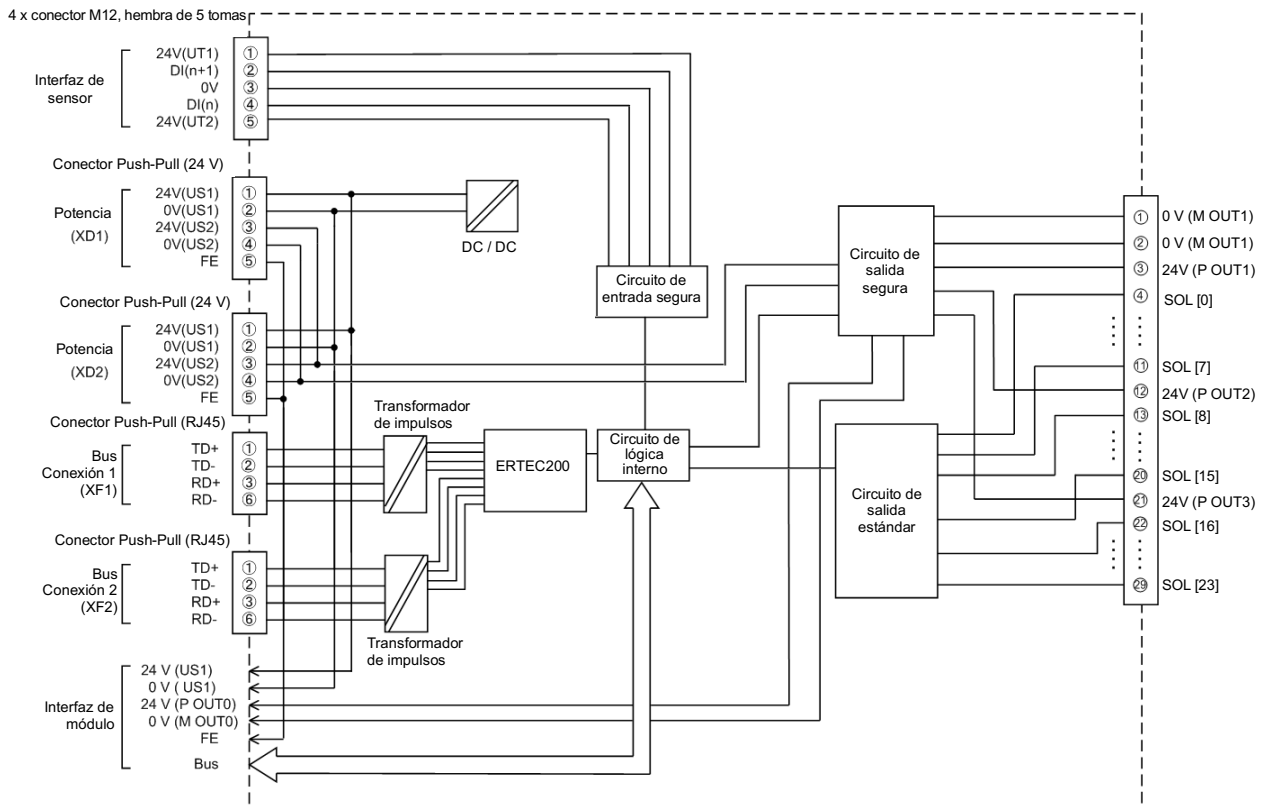 4 x conector M12, hembra de 5 tomas
Interfaz de
sensor
24V(UT1) ①
DI(n+1) ②
0V ③
DI(n) ④
24V(UT2) ⑤
Conector Push-Pull (24 V)
Potencia
(XD1)
24V(US1) ①
0V(US1) ②
24V(US2) ③
0V(US2) ④
FE ⑤
DC / DC
Conector Push-Pull (24 V)
Potencia
(XD2)
24V(US1) ①
0V(US1) ②
24V(US2) ③
0V(US2) ④
FE ⑤
Conector Push-Pull (RJ45)
Bus
Conexión 1
(XF1)
TD+ ①
TD- ②
RD+ ③
RD- ⑥
Transformador
de impulsos
Conector Push-Pull (RJ45)
Bus
Conexión 2
(XF2)
TD+ ①
TD- ②
RD+ ③
RD- ⑥
Transformador
de impulsos
Interfaz de
módulo
24 V (US1)
0 V ( US1)
24 V (P OUT0)
0 V (M OUT0)
FE
Bus
ERTEC200
Circuito de
entrada segura
Circuito de
lógica
interno
Circuito de
salida
segura
Circuito de
salida
estándar
① 0 V (M OUT1)
② 0 V (M OUT1)
③ 24V (P OUT1)
④ SOL [0]
⑪ SOL [7]
⑫ 24V (P OUT2)
⑬ SOL [8]
⑳ SOL [15]
㉑ 24V (P OUT3)
㉒ SOL [16]
㉙ SOL [23]